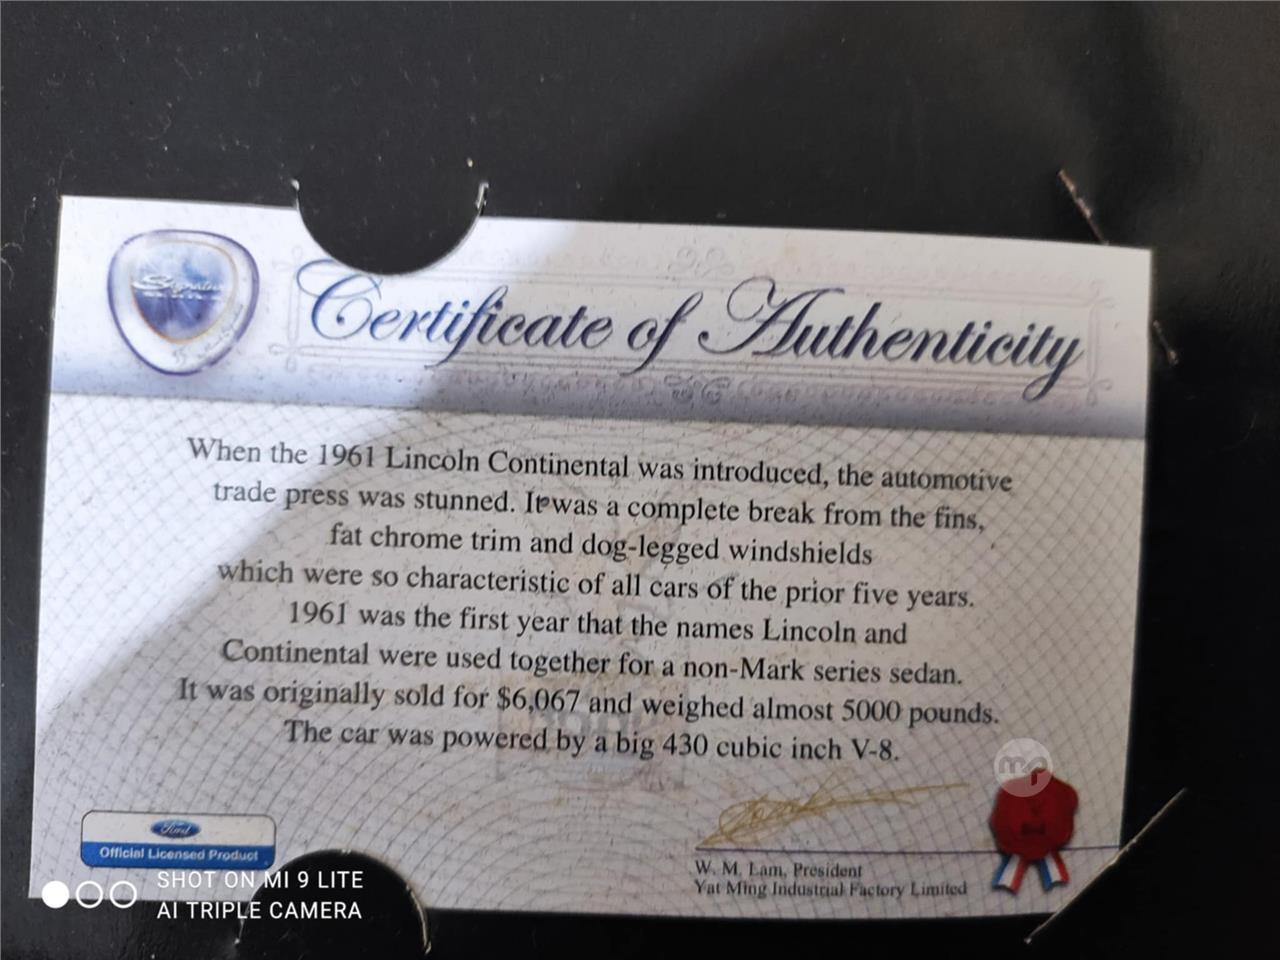 Signature
Certificate of Authenticity
When the 1961 Lincoln Continental was introduced, the automotive
trade press was stunned. It was a complete break from the fins,
fat chrome trim and dog-legged windshields
which were so characteristic of all cars of the prior five years.
1961 was the first year that the names Lincoln and
Continental were used together for a non-Mark series sedan.
It was originally sold for $6,067 and weighed almost 5000 pounds.
The car was powered by a big 430 cubic inch V-8.
mp
Ford
Official Licensed Product
W. M. Lam, President
Yat Ming Industrial Factory Limited
SHOT ON MI 9 LITE
AI TRIPLE CAMERA